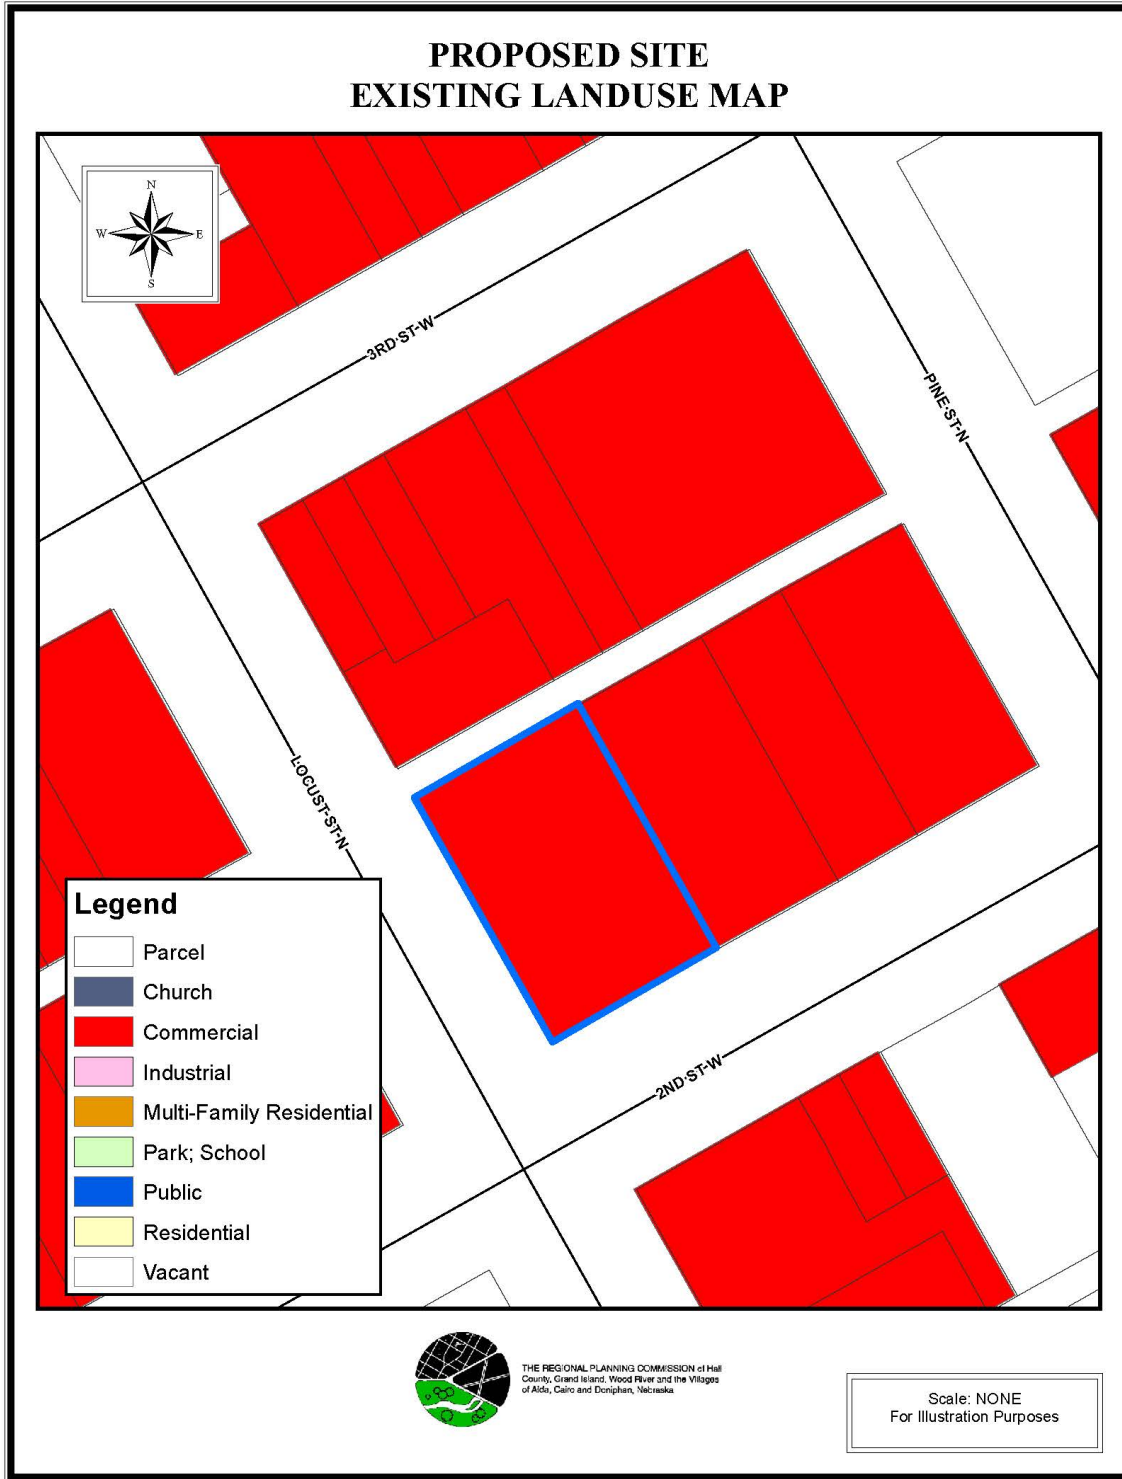 PROPOSED SITE
EXISTING LANDUSE MAP
N
W
E
S
3RD ST W
PINE ST N
LOCUST ST N
2ND ST W
Legend
Parcel
Church
Commercial
Industrial
Multi-Family Residential
Park; School
Public
Residential
Vacant
THE REGIONAL PLANNING COMMISSION of Hall
County, Grand Island, Wood River and the Villages
of Alda, Cairo and Doniphan, Nebraska
Scale: NONE
For Illustration Purposes